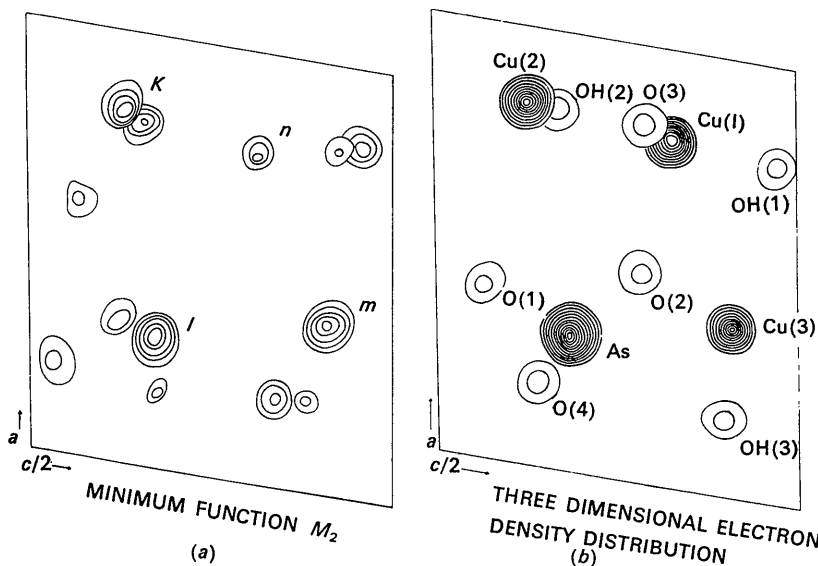 K
n
l
m
a
c/2
MINIMUM FUNCTION M₂
(a)
Cu(2)
OH(2)
O(3)
Cu(l)
OH(1)
O(1)
O(2)
As
Cu(3)
O(4)
OH(3)
a
c/2
THREE DIMENSIONAL ELECTRON
DENSITY DISTRIBUTION
(b)